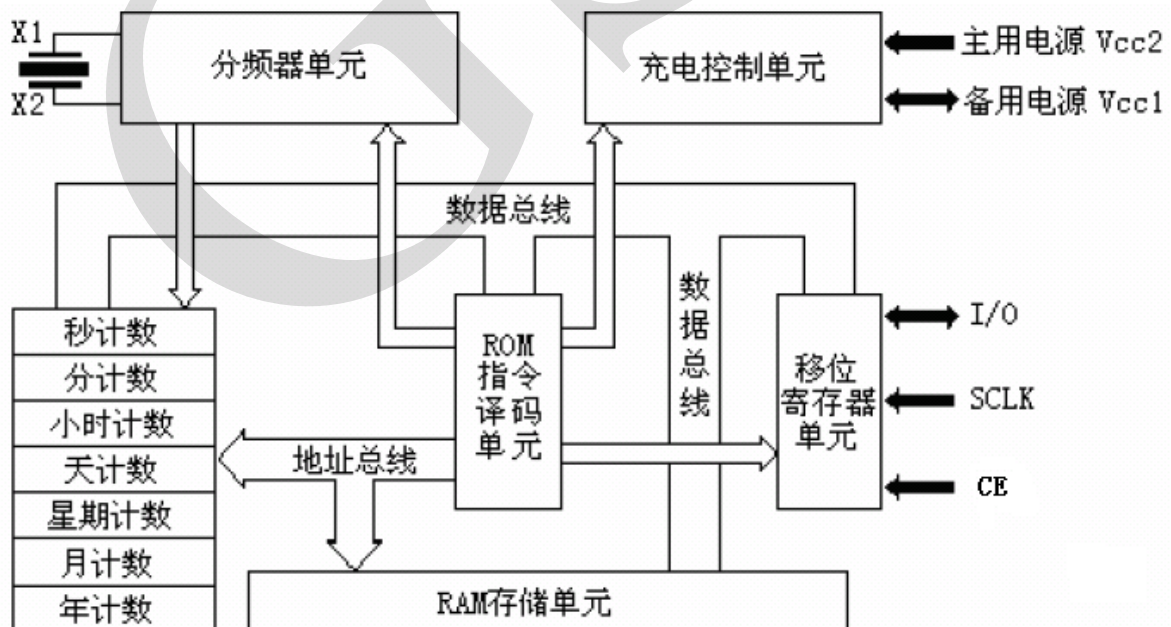 X1
X2
分频器单元
充电控制单元
主用电源 Vcc2
备用电源 Vcc1
数据总线
秒计数
分计数
小时计数
天计数
星期计数
月计数
年计数
地址总线
ROM
指令
译码
单元
数
据
总
线
移位
寄存器
单元
I/O
SCLK
CE
RAM存储单元